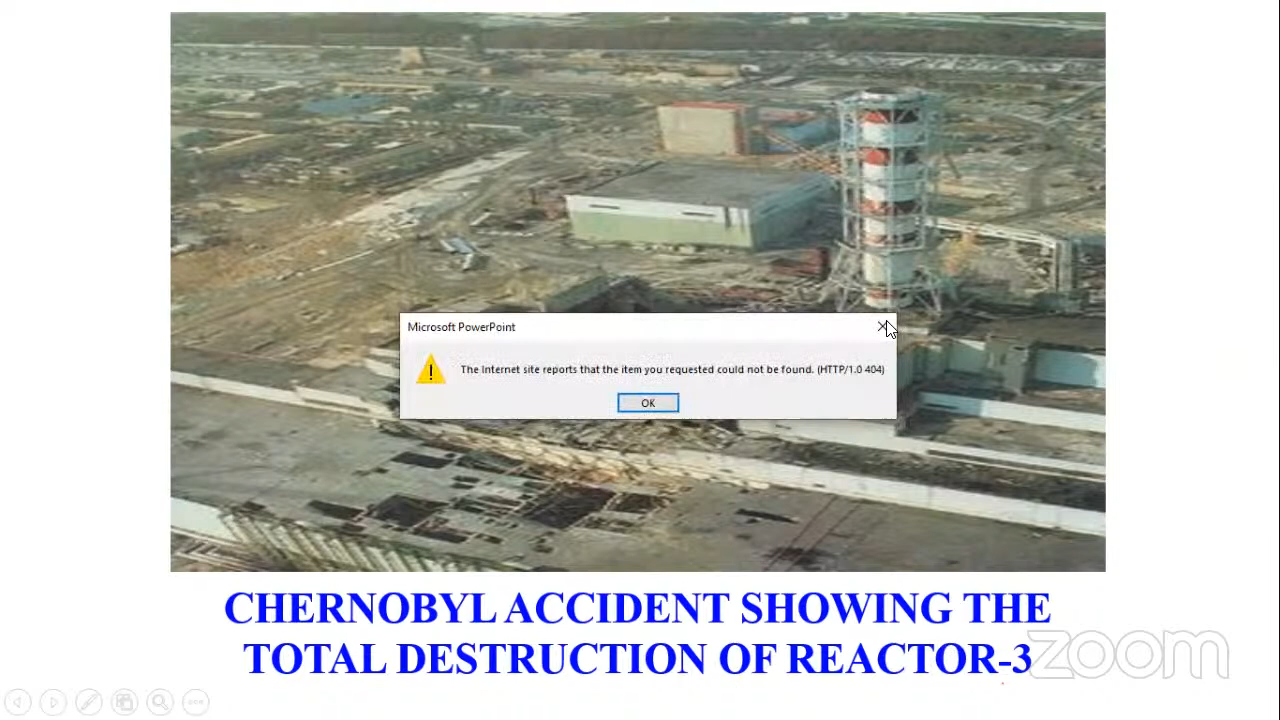 Microsoft PowerPoint
The Internet site reports that the item you requested could not be found. (HTTP/1.0 404)
OK
CHERNOBYL ACCIDENT SHOWING THE
TOTAL DESTRUCTION OF REACTOR-3
zoom